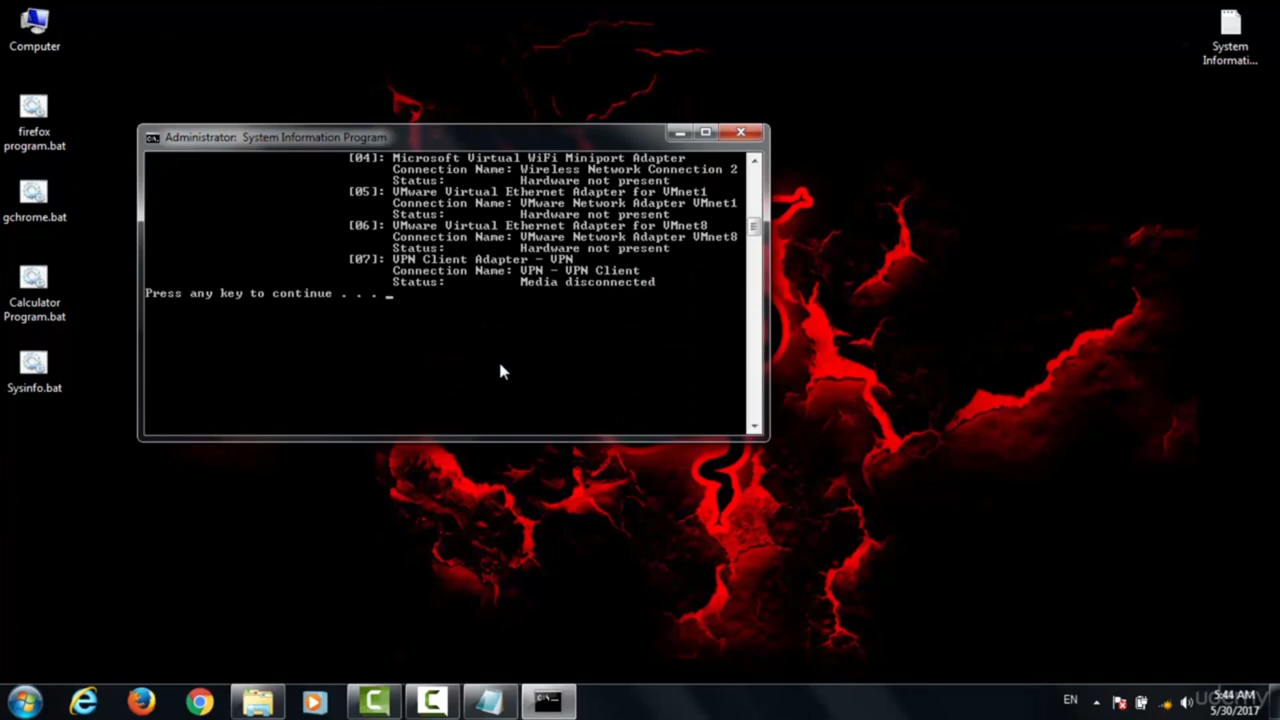 Computer
firefox
program.bat
gchrome.bat
Calculator
Program.bat
Sysinfo.bat
System
Informati...
Administrator: System Information Program
[04]: Microsoft Virtual WiFi Miniport Adapter
Connection Name: Wireless Network Connection 2
Status: Hardware not present
[05]: VMware Virtual Ethernet Adapter for VMnet1
Connection Name: VMware Network Adapter VMnet1
Status: Hardware not present
[06]: VMware Virtual Ethernet Adapter for VMnet8
Connection Name: VMware Network Adapter VMnet8
Status: Hardware not present
[07]: VPN Client Adapter - VPN
Connection Name: VPN - VPN Client
Status: Media disconnected
Press any key to continue . . . _
EN
5:44 AM
5/30/2017
udemy